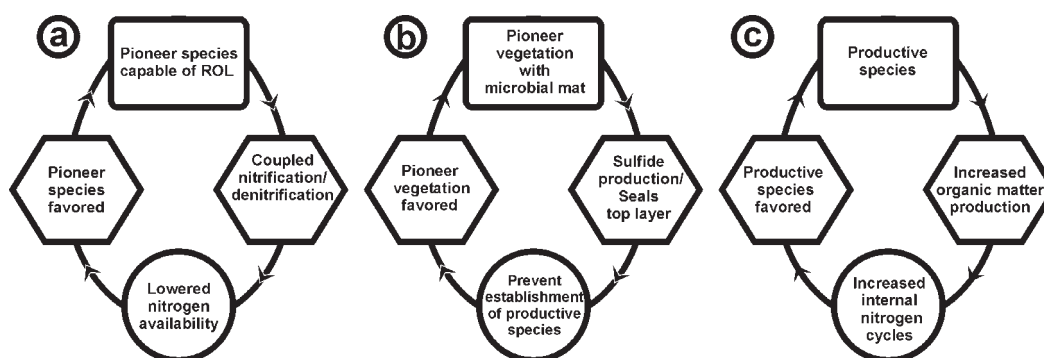 a
Pioneer species
capable of ROL
Coupled
nitrification/
denitrification
Lowered
nitrogen
availability
Pioneer
species
favored
b
Pioneer
vegetation
with
microbial mat
Sulfide
production/
Seals
top layer
Prevent
establishment
of productive
species
Pioneer
vegetation
favored
c
Productive
species
Increased
organic matter
production
Increased
internal
nitrogen
cycles
Productive
species
favored